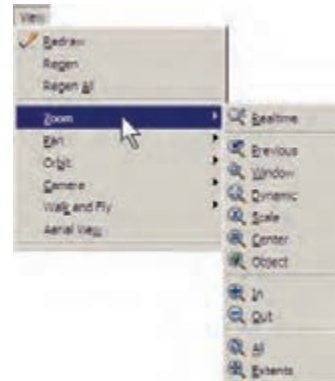 View
Redraw
Regen
Regen All
Zoom
Pan
Orbit
Camera
Walk and Fly
Aerial View
Realtime
Previous
Window
Dynamic
Scale
Center
Object
In
Out
All
Extents